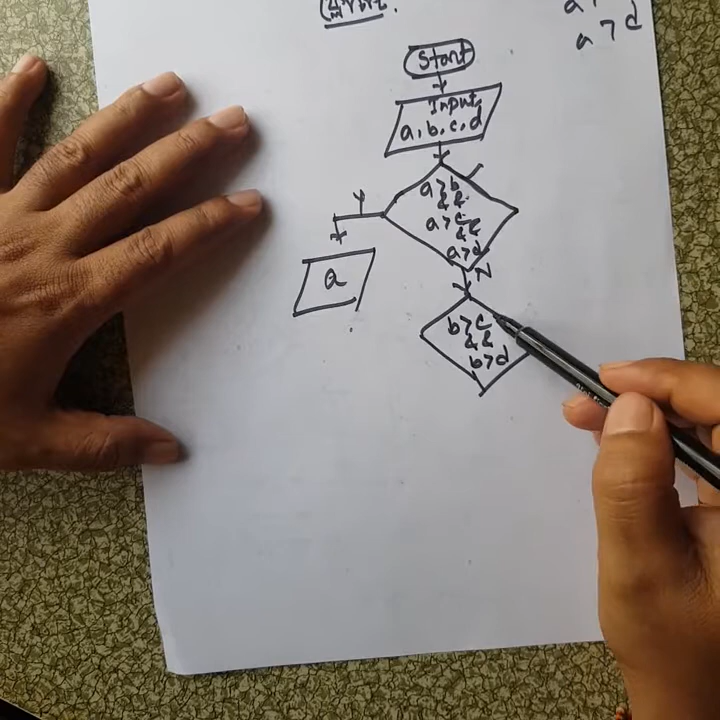 a >
a > d
Start
Input
a, b, c, d
a > b
&&
a > c
&&
a > d
Y
N
a
b > c
&&
b > d